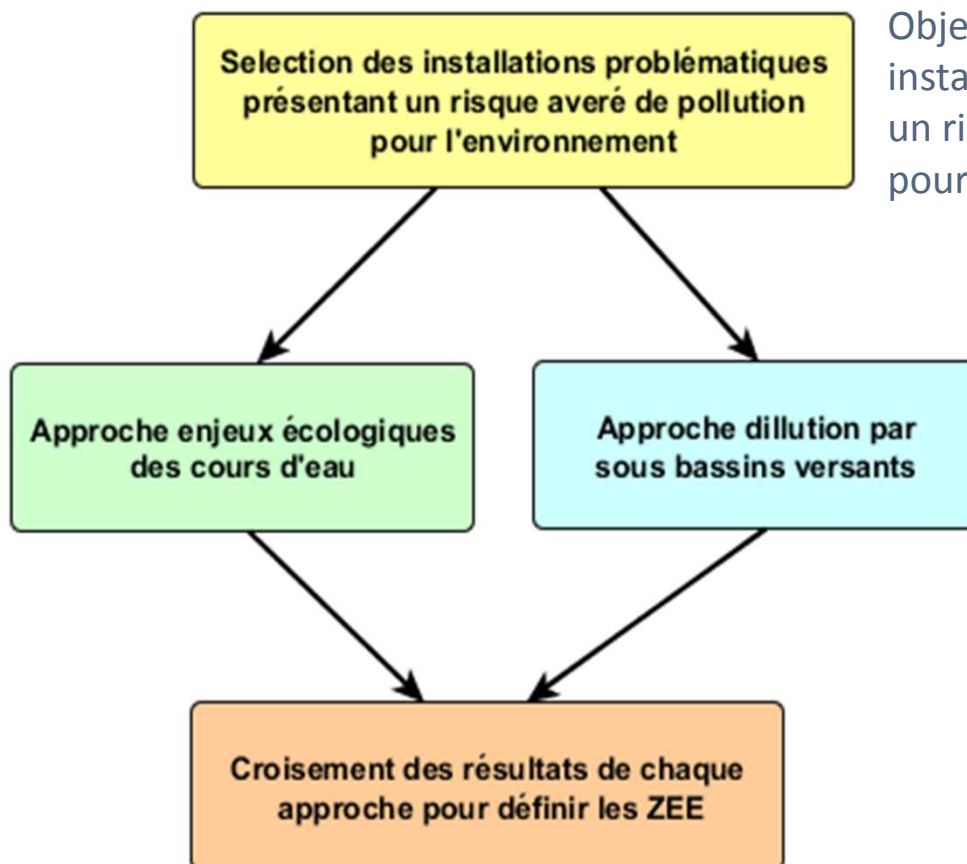 Selection des installations problématiques
présentant un risque averé de pollution
pour l'environnement
Obje
insta
un ri
pour
Approche enjeux écologiques
des cours d'eau
Approche dillution par
sous bassins versants
Croisement des résultats de chaque
approche pour définir les ZEE